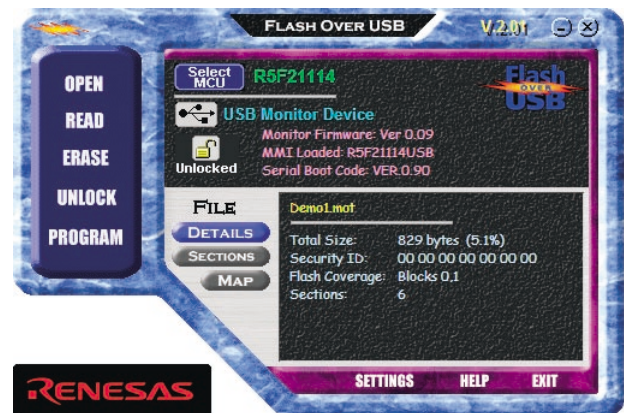 FLASH OVER USB V.2.01
OPEN
READ
ERASE
UNLOCK
PROGRAM
Select MCU R5F21114
Flash OVER USB
USB Monitor Device
Monitor Firmware: Ver 0.09
MMI Loaded: R5F21114USB
Serial Boot Code: VER.0.90
Unlocked
FILE
DETAILS
SECTIONS
MAP
Demo1.mot
Total Size: 829 bytes (5.1%)
Security ID: 00 00 00 00 00 00 00
Flash Coverage: Blocks 0,1
Sections: 6
SETTINGS HELP EXIT
RENESAS